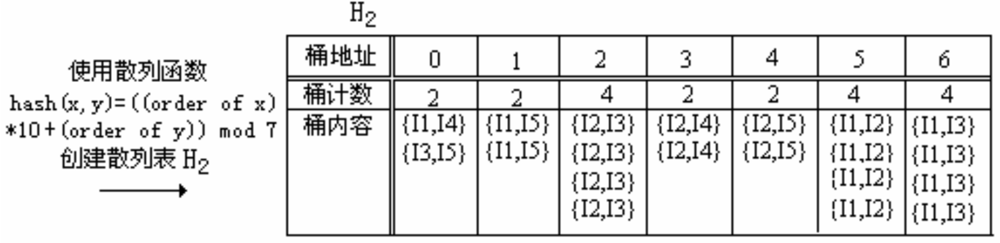 H2
使用散列函数
hash(x,y)=((order of x)
*10+(order of y)) mod 7
创建散列表 H2
桶地址 0 1 2 3 4 5 6
桶计数 2 2 4 2 2 4 4
桶内容 {I1,I4} {I1,I5} {I2,I3} {I2,I4} {I2,I5} {I1,I2} {I1,I3}
{I3,I5} {I1,I5} {I2,I3} {I2,I4} {I2,I5} {I1,I2} {I1,I3}
{I2,I3} {I1,I2} {I1,I3}
{I2,I3} {I1,I2} {I1,I3}